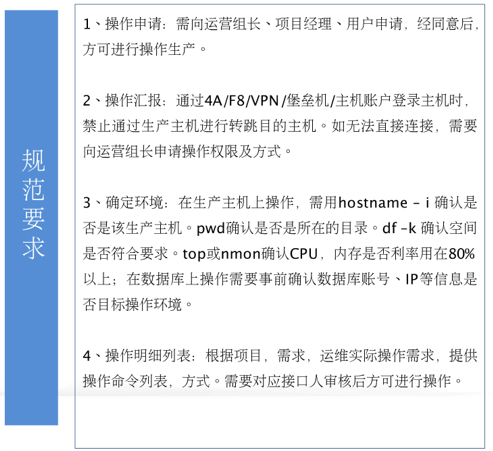 规范要求
1、操作申请：需向运营组长、项目经理、用户申请，经同意后，
方可进行操作生产。
2、操作汇报：通过4A/F8/VPN/堡垒机/主机账户登录主机时，
禁止通过生产主机进行转跳目的主机。如无法直接连接，需要
向运营组长申请操作权限及方式。
3、确定环境：在生产主机上操作，需用hostname – i 确认是
否是该生产主机。pwd确认是否是所在的目录。df –k 确认空间
是否符合要求。top或nmon确认CPU，内存是否利率用在80%
以上；在数据库上操作需要事前确认数据库账号、IP等信息是
否目标操作环境。
4、操作明细列表：根据项目，需求，运维实际操作需求，提供
操作命令列表，方式。需要对应接口人审核后方可进行操作。